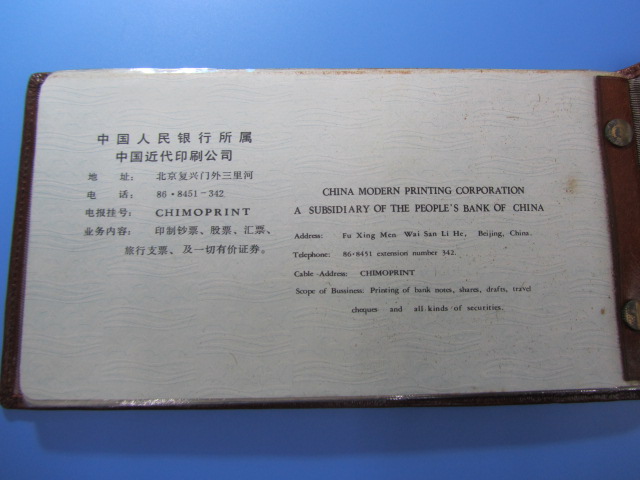 中国人民银行所属
中国近代印刷公司
地　址： 北京复兴门外三里河
电　话： 86・8451-342
电报挂号： CHIMOPRINT
业务内容： 印制钞票、股票、汇票、
旅行支票、及一切有价证券。
CHINA MODERN PRINTING CORPORATION
A SUBSIDIARY OF THE PEOPLE'S BANK OF CHINA
Address: Fu Xing Men Wai San Li He, Beijing, China.
Telephone: 86·8451 extension number 342.
Cable Address: CHIMOPRINT
Scope of Bussiness: Printing of bank notes, shares, drafts, travel
cheques and all kinds of securities.